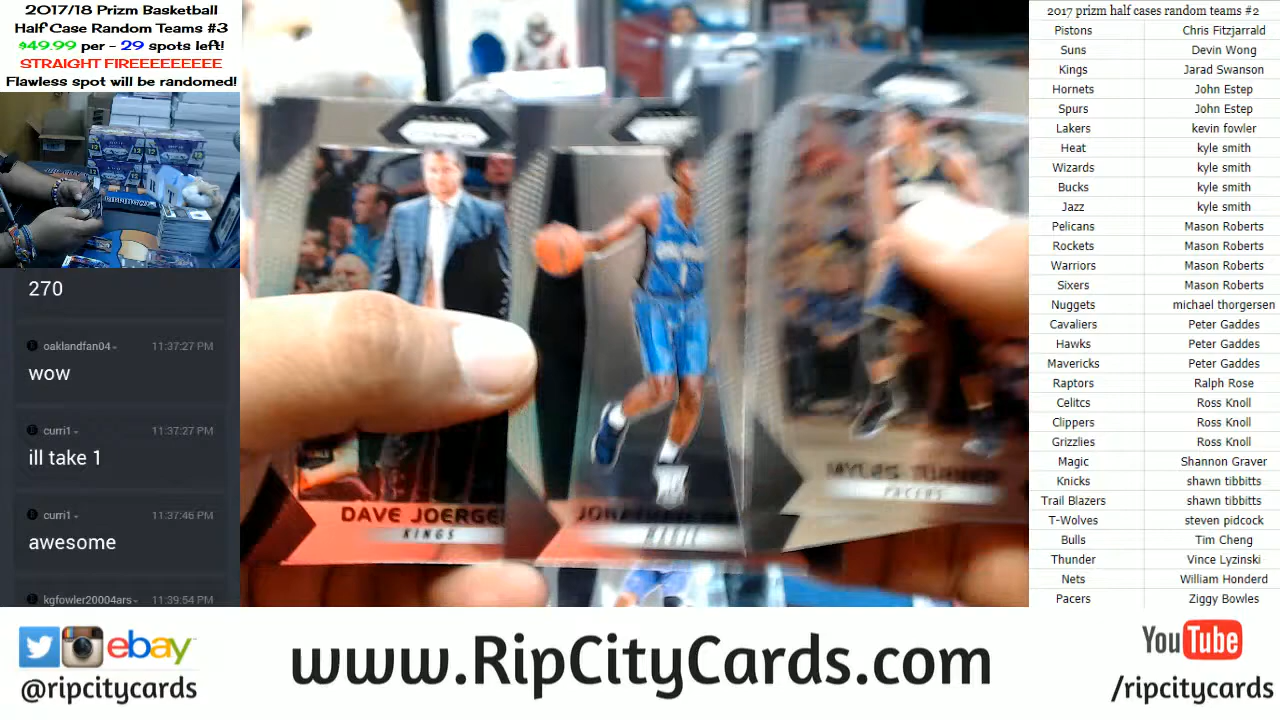 2017/18 Prizm Basketball
Half Case Random Teams #3
$49.99 per - 29 spots left!
STRAIGHT FIREEEEEEEEE
Flawless spot will be randomed!
270
oaklandfan04 11:37:27 PM
wow
curri1 11:37:27 PM
ill take 1
curri1 11:37:46 PM
awesome
kgfowler20004ars 11:39:54 PM
DAVE JOERGE
KINGS
MAGIC
MYLES TURNER
PACERS
2017 prizm half cases random teams #2
Pistons Chris Fitzjarrald
Suns Devin Wong
Kings Jarad Swanson
Hornets John Estep
Spurs John Estep
Lakers kevin fowler
Heat kyle smith
Wizards kyle smith
Bucks kyle smith
Jazz kyle smith
Pelicans Mason Roberts
Rockets Mason Roberts
Warriors Mason Roberts
Sixers Mason Roberts
Nuggets michael thorgersen
Cavaliers Peter Gaddes
Hawks Peter Gaddes
Mavericks Peter Gaddes
Raptors Ralph Rose
Celitcs Ross Knoll
Clippers Ross Knoll
Grizzlies Ross Knoll
Magic Shannon Graver
Knicks shawn tibbitts
Trail Blazers shawn tibbitts
T-Wolves steven pidcock
Bulls Tim Cheng
Thunder Vince Lyzinski
Nets William Honderd
Pacers Ziggy Bowles
ebay
@ripcitycards
www.RipCityCards.com
YouTube
/ripcitycards